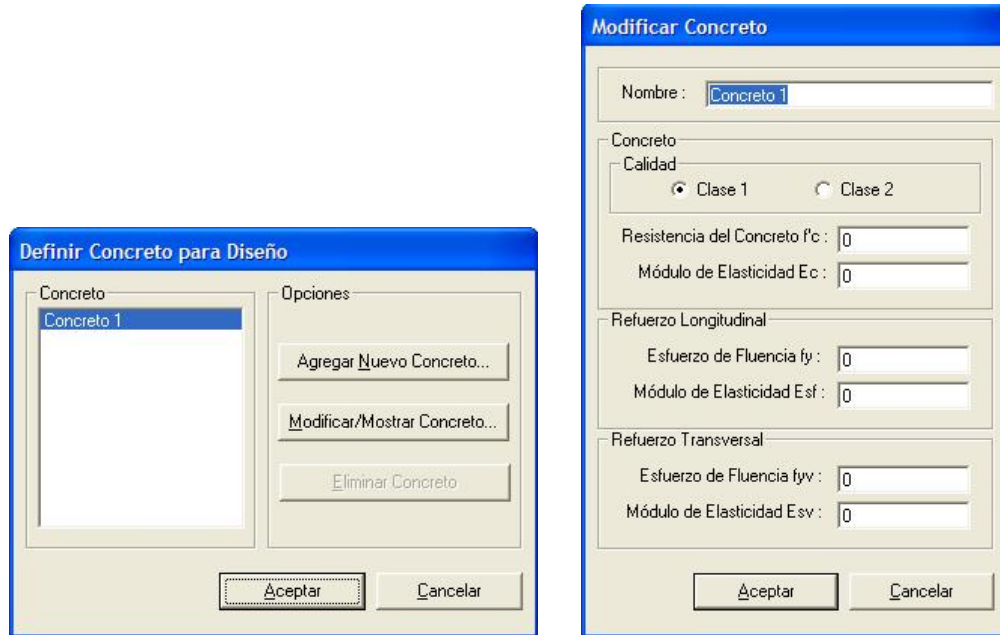 Definir Concreto para Diseño
Concreto
Concreto 1
Opciones
Agregar Nuevo Concreto...
Modificar/Mostrar Concreto...
Eliminar Concreto
Aceptar
Cancelar
Modificar Concreto
Nombre :
Concreto 1
Concreto
Calidad
Clase 1
Clase 2
Resistencia del Concreto f'c : 0
Módulo de Elasticidad Ec : 0
Refuerzo Longitudinal
Esfuerzo de Fluencia fy : 0
Módulo de Elasticidad Esf : 0
Refuerzo Transversal
Esfuerzo de Fluencia fyv : 0
Módulo de Elasticidad Esv : 0
Aceptar
Cancelar